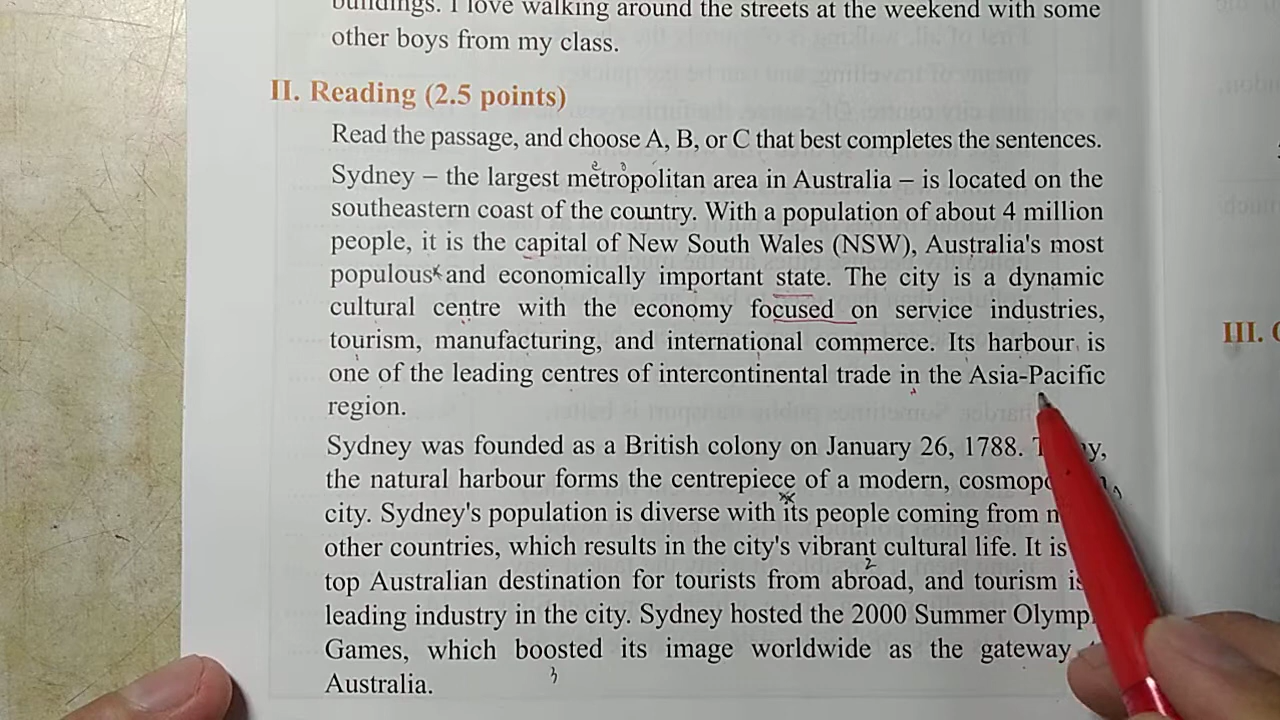 buildings. I love walking around the streets at the weekend with some
other boys from my class.
II. Reading (2.5 points)
Read the passage, and choose A, B, or C that best completes the sentences.
Sydney – the largest metropolitan area in Australia – is located on the
southeastern coast of the country. With a population of about 4 million
people, it is the capital of New South Wales (NSW), Australia's most
populous and economically important state. The city is a dynamic
cultural centre with the economy focused on service industries,
tourism, manufacturing, and international commerce. Its harbour is
one of the leading centres of intercontinental trade in the Asia-Pacific
region.
Sydney was founded as a British colony on January 26, 1788.
the natural harbour forms the centrepiece of a modern,
city. Sydney's population is diverse with its people coming from
other countries, which results in the city's vibrant cultural life. It is
top Australian destination for tourists from abroad, and tourism is
leading industry in the city. Sydney hosted the 2000 Summer
Games, which boosted its image worldwide as the gateway
Australia.
III.